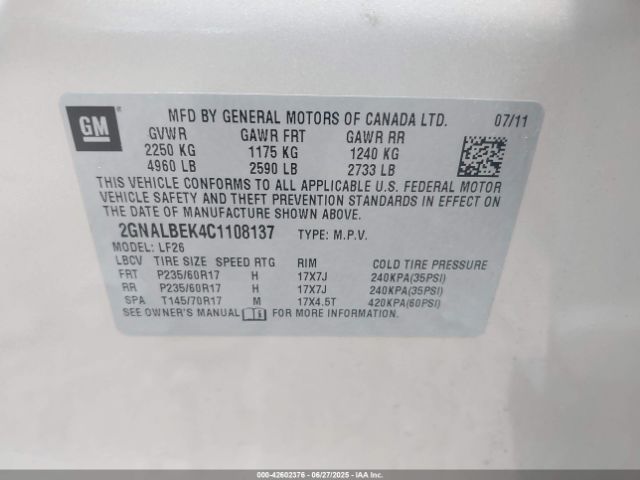 GM
MFD BY GENERAL MOTORS OF CANADA LTD. 07/11
GVWR GAWR FRT GAWR RR
2250 KG 1175 KG 1240 KG
4960 LB 2590 LB 2733 LB
THIS VEHICLE CONFORMS TO ALL APPLICABLE U.S. FEDERAL MOTOR
VEHICLE SAFETY AND THEFT PREVENTION STANDARDS IN EFFECT ON
THE DATE OF MANUFACTURE SHOWN ABOVE.
2GNALBEK4C1108137 TYPE: M.P.V.
MODEL: LF26
LBCV TIRE SIZE SPEED RTG RIM COLD TIRE PRESSURE
FRT P235/60R17 H 17X7J 240KPA(35PSI)
RR P235/60R17 H 17X7J 240KPA(35PSI)
SPA T145/70R17 M 17X4.5T 420KPA(60PSI)
SEE OWNER'S MANUAL FOR MORE INFORMATION.
000-42602376 - 06/27/2025 - IAAI